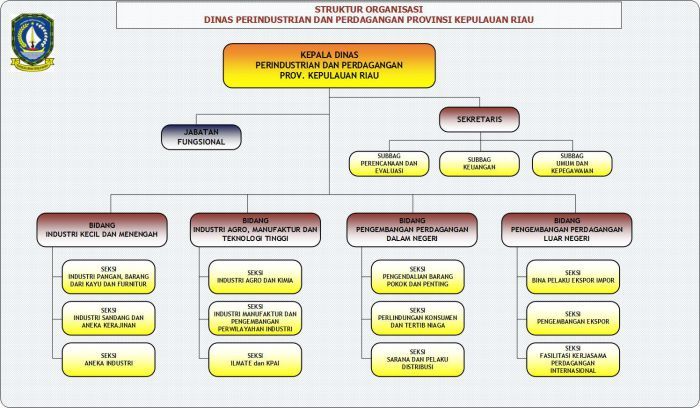 STRUKTUR ORGANISASI
DINAS PERINDUSTRIAN DAN PERDAGANGAN PROVINSI KEPULAUAN RIAU
KEPALA DINAS
PERINDUSTRIAN DAN PERDAGANGAN
PROV. KEPULAUAN RIAU
JABATAN
FUNGSIONAL
SEKRETARIS
SUBBAG
PERENCANAAN DAN
EVALUASI
SUBBAG
KEUANGAN
SUBBAG
UMUM DAN
KEPEGAWAIAN
BIDANG
INDUSTRI KECIL DAN MENENGAH
SEKSI
INDUSTRI PANGAN, BARANG
DARI KAYU DAN FURNITUR
SEKSI
INDUSTRI SANDANG DAN
ANEKA KERAJINAN
SEKSI
ANEKA INDUSTRI
BIDANG
INDUSTRI AGRO, MANUFAKTUR DAN
TEKNOLOGI TINGGI
SEKSI
INDUSTRI AGRO DAN KIMIA
SEKSI
INDUSTRI MANUFAKTUR DAN
PENGEMBANGAN
PERWILAYAHAN INDUSTRI
SEKSI
ILMATE dan KPAI
BIDANG
PENGEMBANGAN PERDAGANGAN
DALAM NEGERI
SEKSI
PENGENDALIAN BARANG
POKOK DAN PENTING
SEKSI
PERLINDUNGAN KONSUMEN
DAN TERTIB NIAGA
SEKSI
SARANA DAN PELAKU
DISTRIBUSI
BIDANG
PENGEMBANGAN PERDAGANGAN
LUAR NEGERI
SEKSI
BINA PELAKU EKSPOR IMPOR
SEKSI
PENGEMBANGAN EKSPOR
SEKSI
FASILITASI KERJASAMA
PERDAGANGAN
INTERNASIONAL